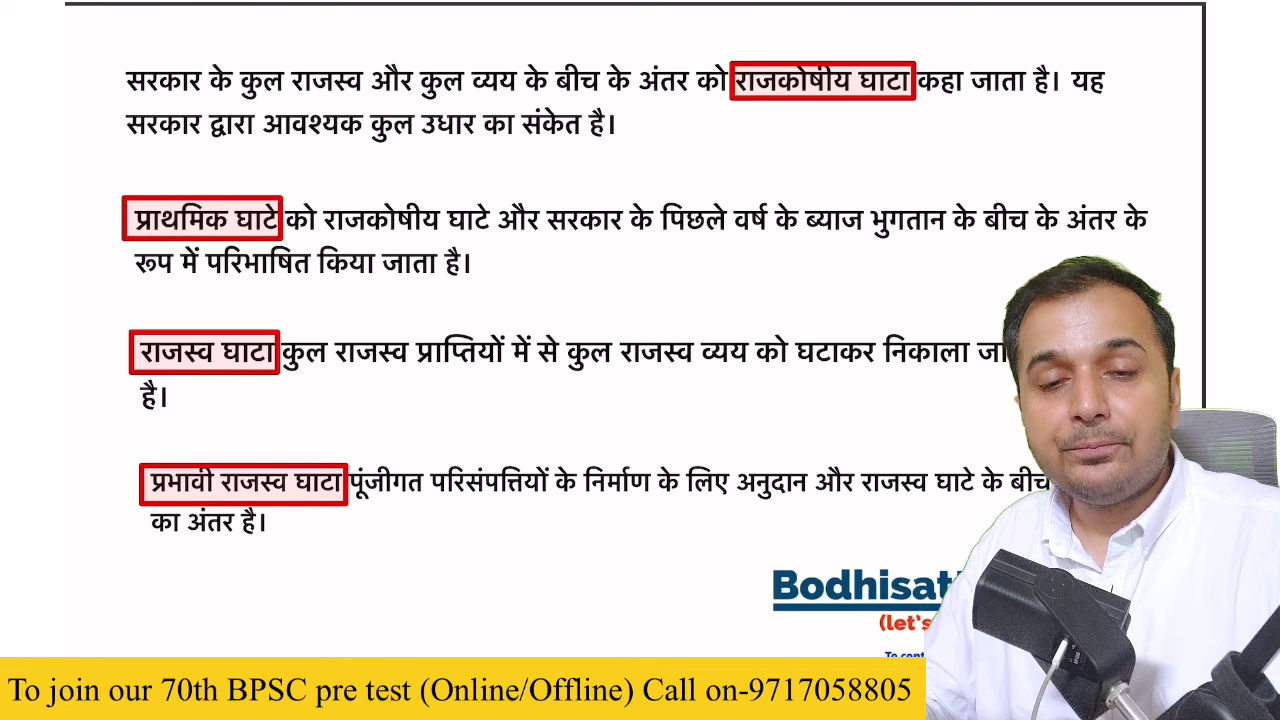 सरकार के कुल राजस्व और कुल व्यय के बीच के अंतर को राजकोषीय घाटा कहा जाता है। यह
सरकार द्वारा आवश्यक कुल उधार का संकेत है।
प्राथमिक घाटे को राजकोषीय घाटे और सरकार के पिछले वर्ष के ब्याज भुगतान के बीच के अंतर के
रूप में परिभाषित किया जाता है।
राजस्व घाटा कुल राजस्व प्राप्तियों में से कुल राजस्व व्यय को घटाकर निकाला
है।
प्रभावी राजस्व घाटा पूंजीगत परिसंपत्तियों के निर्माण के लिए अनुदान और राजस्व घाटे के बीच
का अंतर है।
(let's
To join our 70th BPSC pre test (Online/Offline) Call on-9717058805